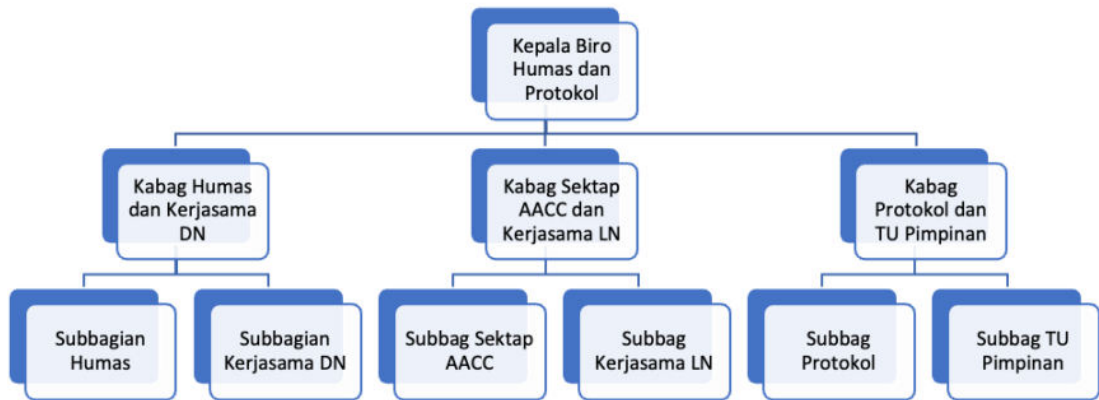 Kepala Biro
Humas dan
Protokol
Kabag Humas
dan Kerjasama
DN
Kabag Sektap
AACC dan
Kerjasama LN
Kabag
Protokol dan
TU Pimpinan
Subbagian
Humas
Subbagian
Kerjasama DN
Subbag Sektap
AACC
Subbag
Kerjasama LN
Subbag
Protokol
Subbag TU
Pimpinan